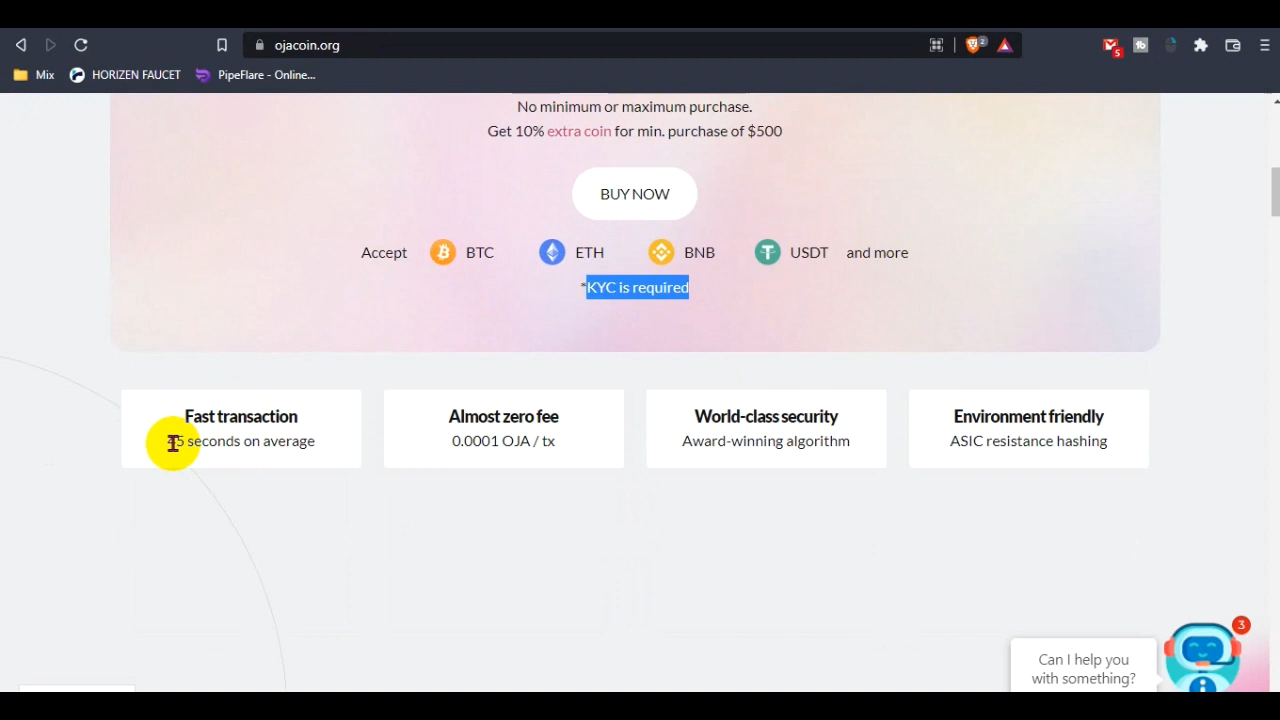 ojacoin.org
2
5
Mix
HORIZEN FAUCET
PipeFlare - Online...
No minimum or maximum purchase.
Get 10% extra coin for min. purchase of $500
BUY NOW
Accept BTC ETH BNB USDT and more
*KYC is required
Fast transaction
seconds on average
Almost zero fee
0.0001 OJA / tx
World-class security
Award-winning algorithm
Environment friendly
ASIC resistance hashing
3
Can I help you
with something?